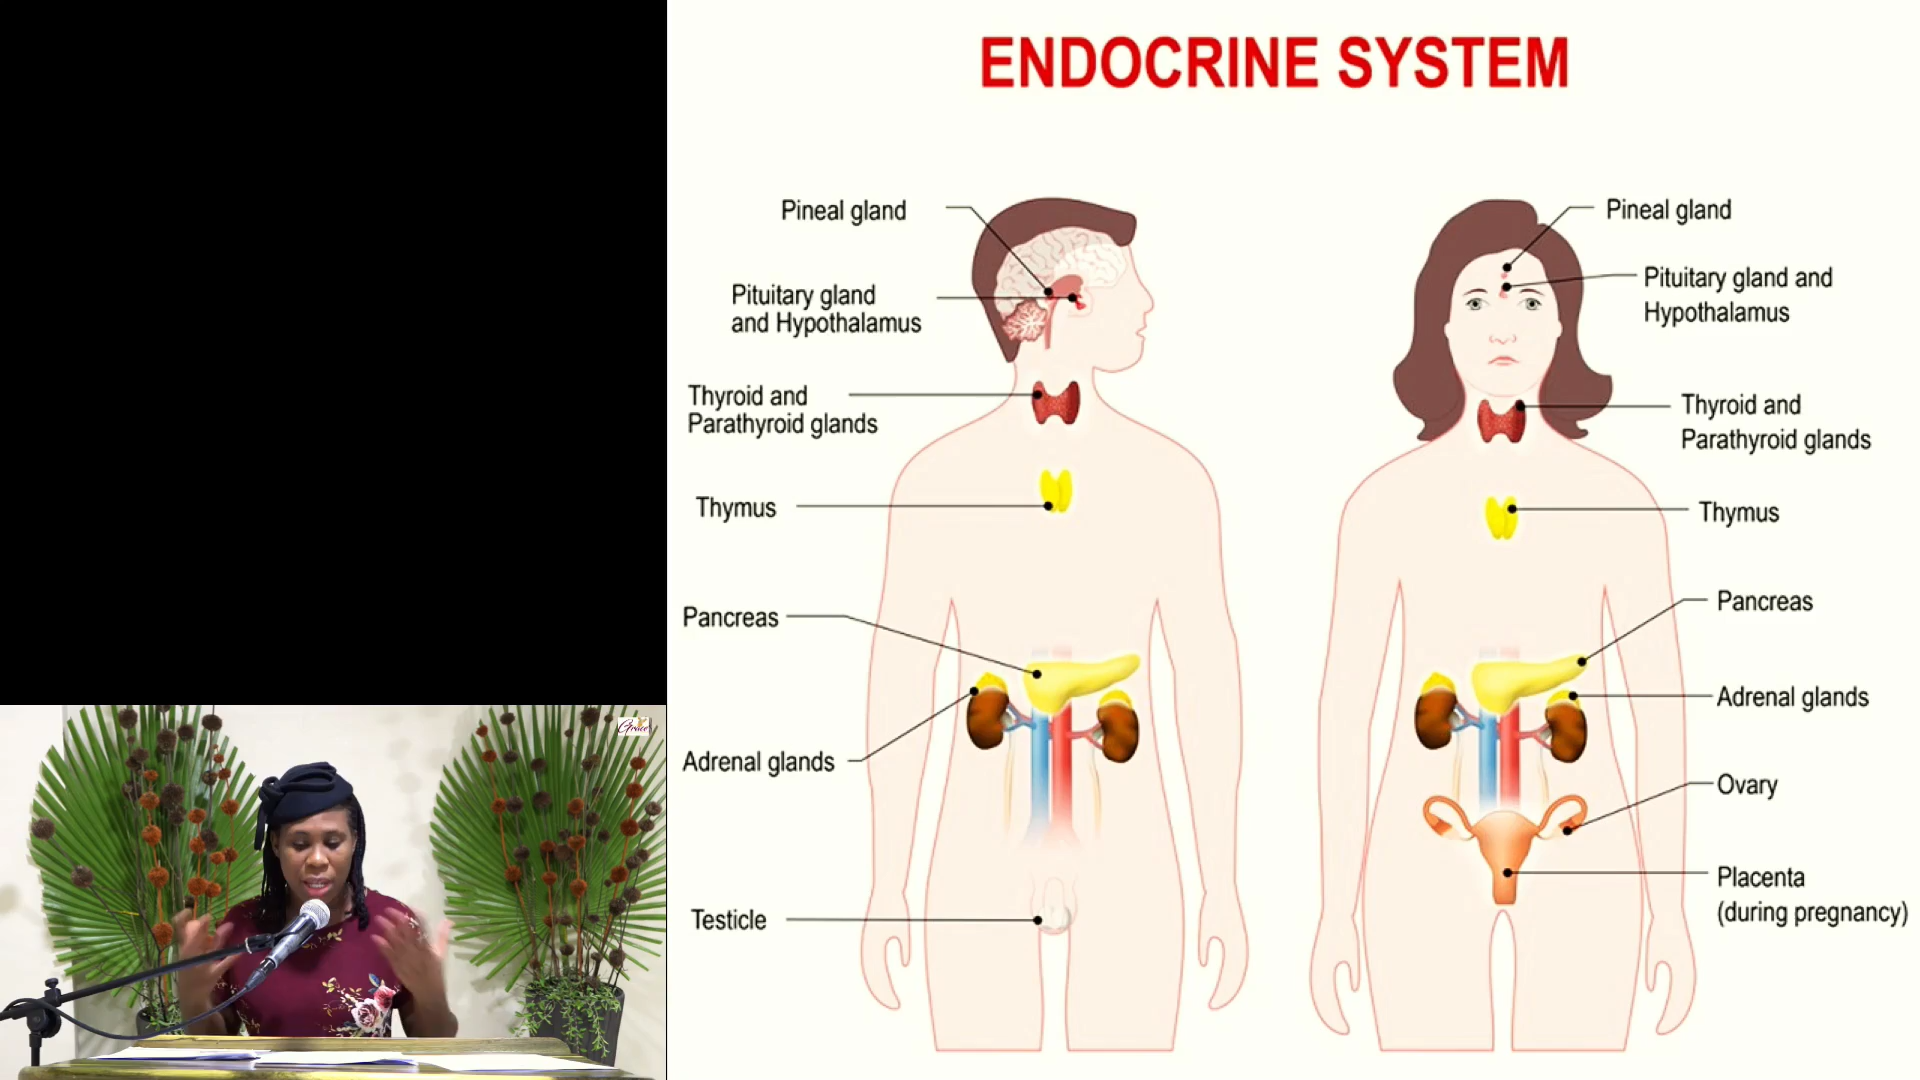 ENDOCRINE SYSTEM
Pineal gland
Pituitary gland
and Hypothalamus
Thyroid and
Parathyroid glands
Thymus
Pancreas
Adrenal glands
Testicle
Pineal gland
Pituitary gland and
Hypothalamus
Thyroid and
Parathyroid glands
Thymus
Pancreas
Adrenal glands
Ovary
Placenta
(during pregnancy)
Grace